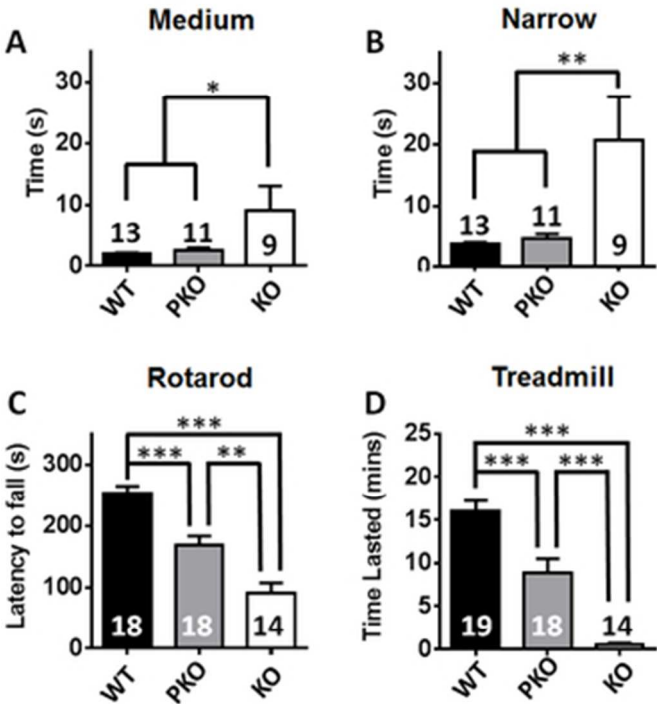 Medium
A
Time (s)
30
20
10
0
*
13
11
9
WT
PKO
KO
Narrow
B
Time (s)
30
20
10
0
**
13
11
9
WT
PKO
KO
Rotarod
C
Latency to fall (s)
300
200
100
0
***
***
**
18
18
14
WT
PKO
KO
Treadmill
D
Time Lasted (mins)
25
20
15
10
5
0
***
***
***
19
18
14
WT
PKO
KO